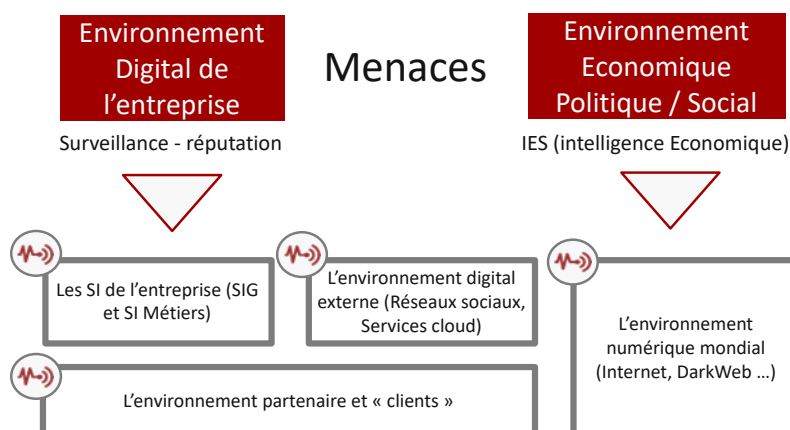 Environnement
Digital de
l'entreprise
Menaces
Environnement
Economique
Politique / Social
Surveillance - réputation
IES (intelligence Economique)
Les SI de l'entreprise (SIG
et SI Métiers)
L'environnement digital
externe (Réseaux sociaux,
Services cloud)
L'environnement
numérique mondial
(Internet, DarkWeb ...)
L'environnement partenaire et « clients »